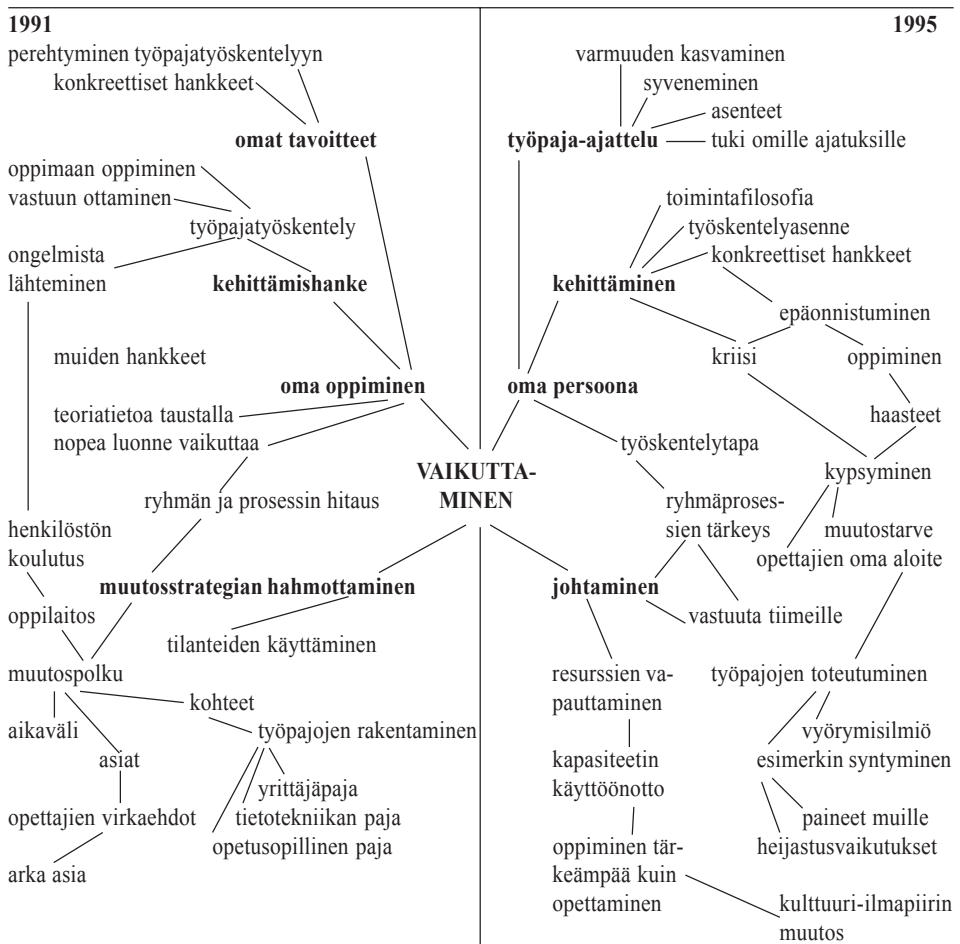 1991
perehtyminen työpajatyöskentelyyn
konkreettiset hankkeet
omat tavoitteet
oppimaan oppiminen
vastuun ottaminen
työpajatyöskentely
ongelmista
lähteminen
kehittämishanke
muiden hankkeet
oma oppiminen
teoriatietoa taustalla
nopea luonne vaikuttaa
ryhmän ja prosessin hitaus
henkilöstön
koulutus
muutosstrategian hahmottaminen
oppilaitos
tilanteiden käyttäminen
muutospolku
kohteet
aikaväli
työpajojen rakentaminen
asiat
yrittäjäpaja
opettajien virkaehdot
tietotekniikan paja
opetusopillinen paja
arka asia
VAIKUTTA-
MINEN
1995
varmuuden kasvaminen
syveneminen
asenteet
työpaja-ajattelu
tuki omille ajatuksille
toimintafilosofia
työskentelyasenne
konkreettiset hankkeet
kehittäminen
epäonnistuminen
kriisi
oppiminen
oma persoona
haasteet
työskentelytapa
kypsyminen
ryhmäproses-
sien tärkeys
muutostarve
opettajien oma aloite
johtaminen
vastuuta tiimeille
resurssien va-
pauttaminen
työpajojen toteutuminen
vyörymisilmiö
kapasiteetin
käyttöönotto
esimerkin syntyminen
paineet muille
heijastusvaikutukset
oppiminen tär-
keämpää kuin
opettaminen
kulttuuri-ilmapiirin
muutos